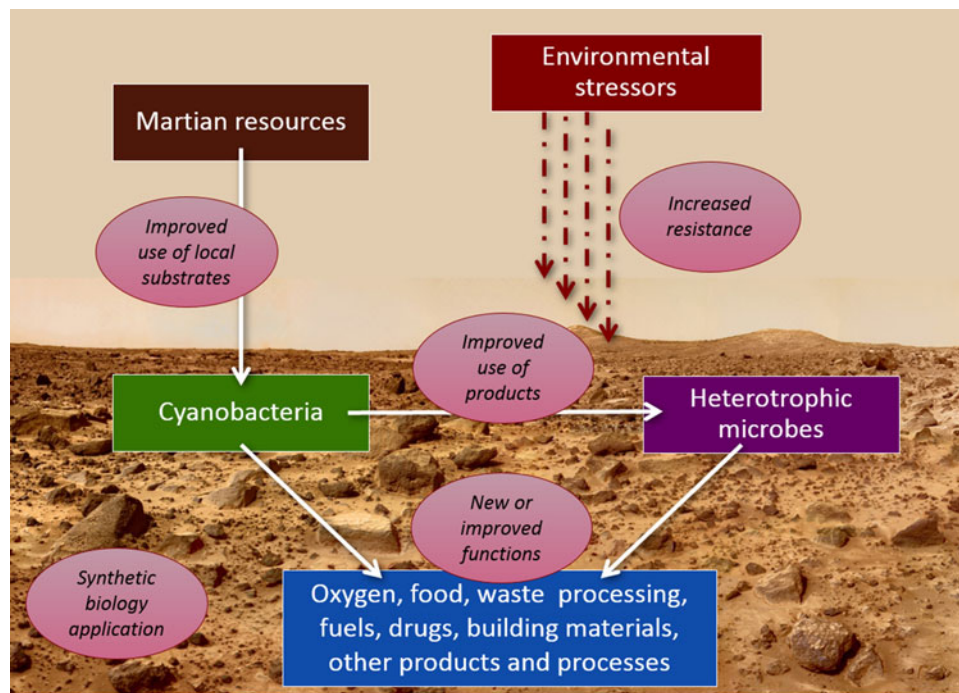 Environmental
stressors
Martian resources
Increased
resistance
Improved
use of local
substrates
Improved
use of
products
Cyanobacteria
Heterotrophic
microbes
New or
improved
functions
Synthetic
biology
application
Oxygen, food, waste processing,
fuels, drugs, building materials,
other products and processes